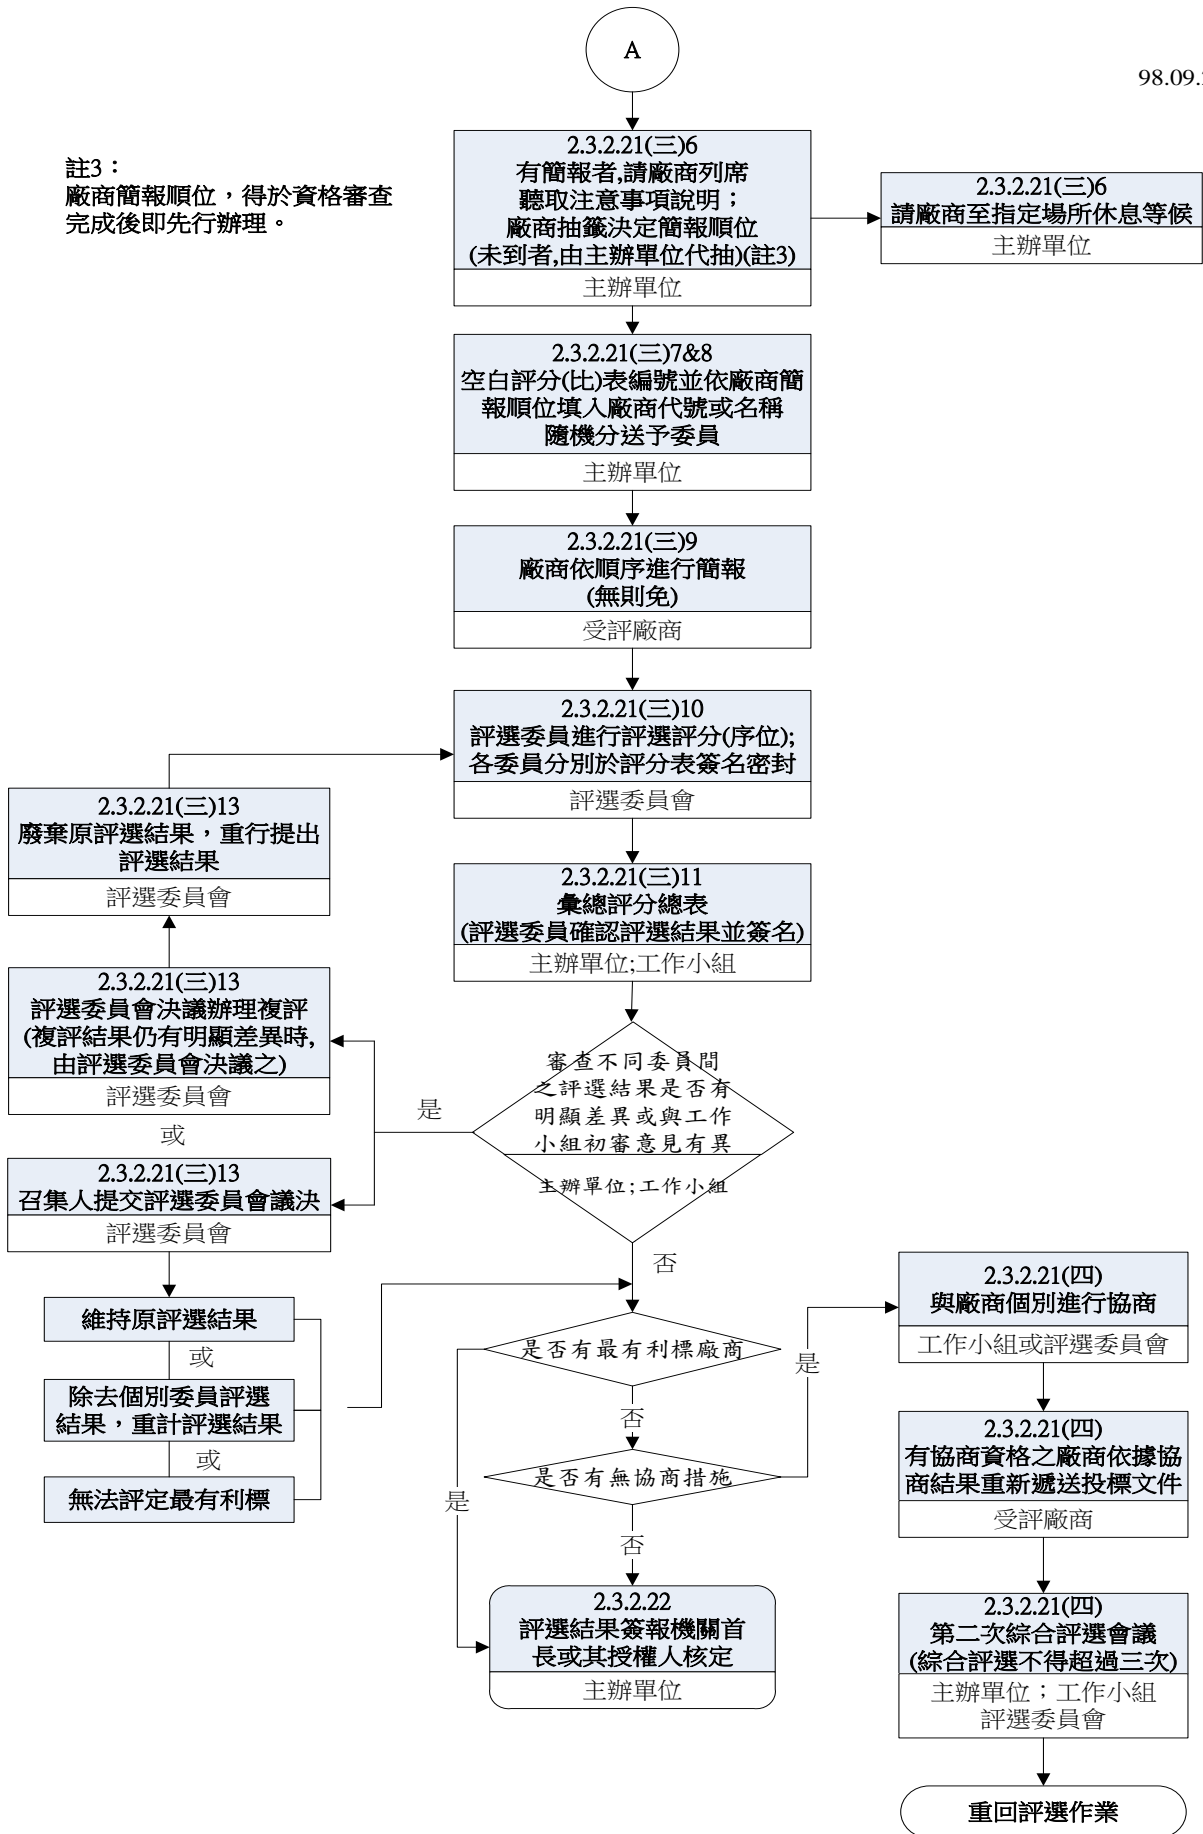 A
98.09.
註3：
廠商簡報順位，得於資格審查
完成後即先行辦理。
2.3.2.21(三)6
有簡報者,請廠商列席
聽取注意事項說明；
廠商抽籤決定簡報順位
(未到者,由主辦單位代抽)(註3)
主辦單位
2.3.2.21(三)6
請廠商至指定場所休息等候
主辦單位
2.3.2.21(三)7&8
空白評分(比)表編號並依廠商簡
報順位填入廠商代號或名稱
隨機分送予委員
主辦單位
2.3.2.21(三)9
廠商依順序進行簡報
(無則免)
受評廠商
2.3.2.21(三)10
評選委員進行評選評分(序位);
各委員分別於評分表簽名密封
評選委員會
2.3.2.21(三)13
廢棄原評選結果，重行提出
評選結果
評選委員會
2.3.2.21(三)11
彙總評分總表
(評選委員確認評選結果並簽名)
主辦單位;工作小組
2.3.2.21(三)13
評選委員會決議辦理複評
(複評結果仍有明顯差異時,
由評選委員會決議之)
評選委員會
或
是
審查不同委員間
之評選結果是否有
明顯差異或與工作
小組初審意見有異
主辦單位;工作小組
2.3.2.21(三)13
召集人提交評選委員會議決
評選委員會
否
維持原評選結果
或
除去個別委員評選
結果，重計評選結果
或
無法評定最有利標
是否有最有利標廠商
是
否
是否有無協商措施
是
否
2.3.2.22
評選結果簽報機關首
長或其授權人核定
主辦單位
2.3.2.21(四)
與廠商個別進行協商
工作小組或評選委員會
2.3.2.21(四)
有協商資格之廠商依據協
商結果重新遞送投標文件
受評廠商
2.3.2.21(四)
第二次綜合評選會議
(綜合評選不得超過三次)
主辦單位；工作小組
評選委員會
重回評選作業